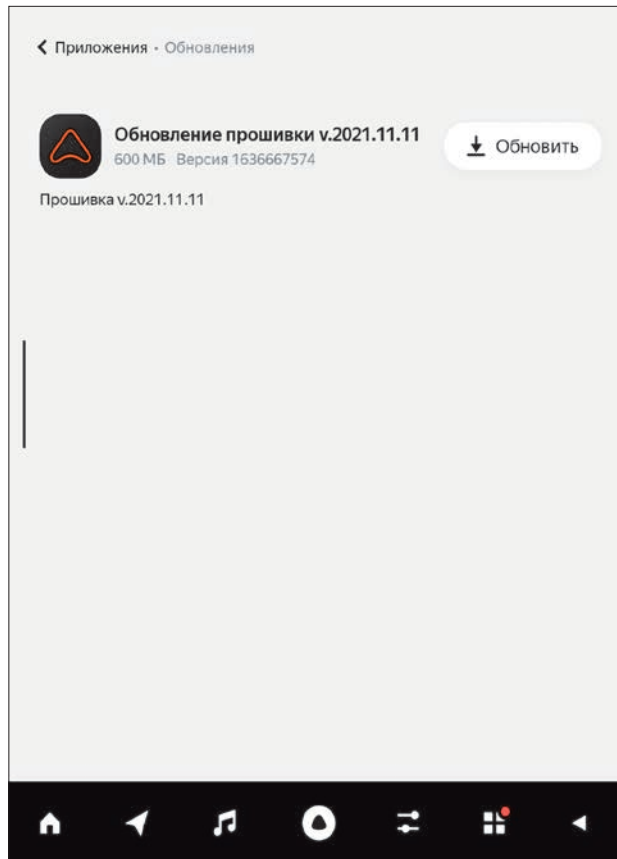 Приложения • Обновления
Обновление прошивки v.2021.11.11
600 МБ Версия 1636667574
Обновить
Прошивка v.2021.11.11